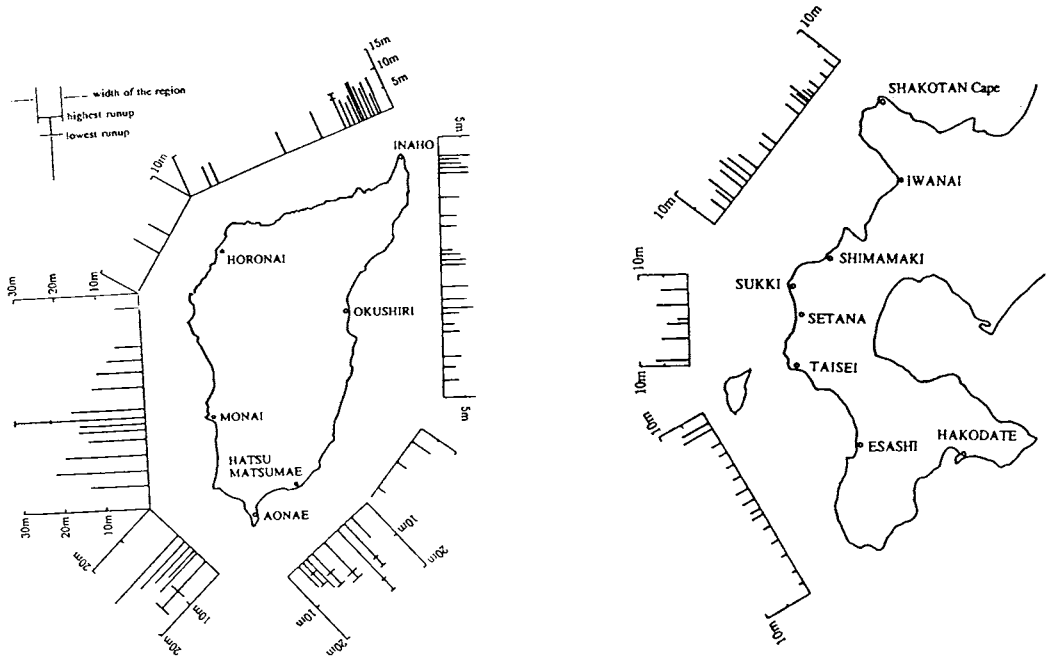 width of the region
highest runup
lowest runup
15m
10m
5m
10m
5m
INAHO
HORONAI
OKUSHIRI
30m
20m
10m
MONAI
HATSU
MATSUMAE
AONAE
5m
30m
20m
10m
20m
10m
20m
10m
20m
10m
20m
10m
SHAKOTAN Cape
IWANAI
10m
10m
SHIMAMAKI
SUKKI
SETANA
TAISEI
10m
10m
HAKODATE
ESASHI
10m